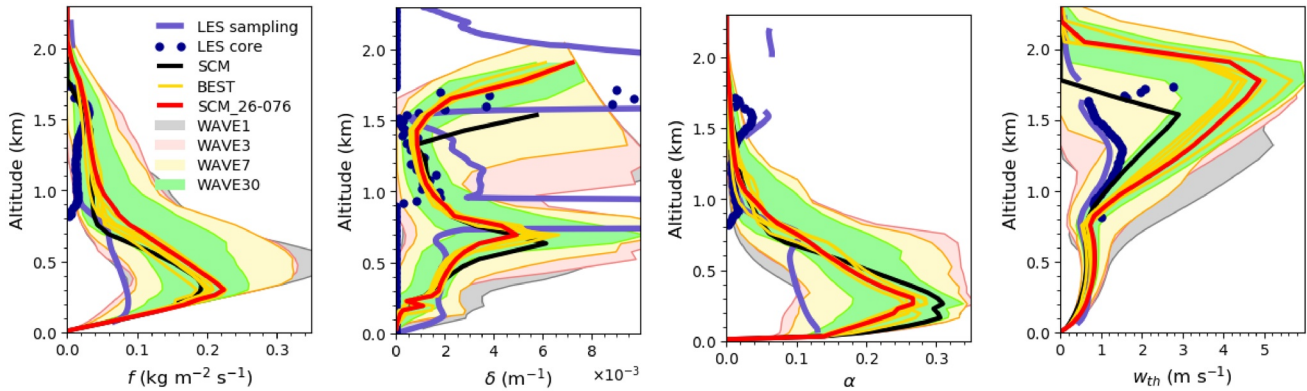 LES sampling
LES core
SCM
BEST
SCM_26-076
WAVE1
WAVE3
WAVE7
WAVE30
Altitude (km)
2.0
1.5
1.0
0.5
0.0
0.0 0.1 0.2 0.3
f (kg m⁻² s⁻¹)
Altitude (km)
2.0
1.5
1.0
0.5
0.0
0 2 4 6 8
δ (m⁻¹) ×10⁻³
Altitude (km)
2.0
1.5
1.0
0.5
0.0
0.0 0.1 0.2 0.3
α
Altitude (km)
2.0
1.5
1.0
0.5
0.0
0 1 2 3 4 5
w_th (m s⁻¹)